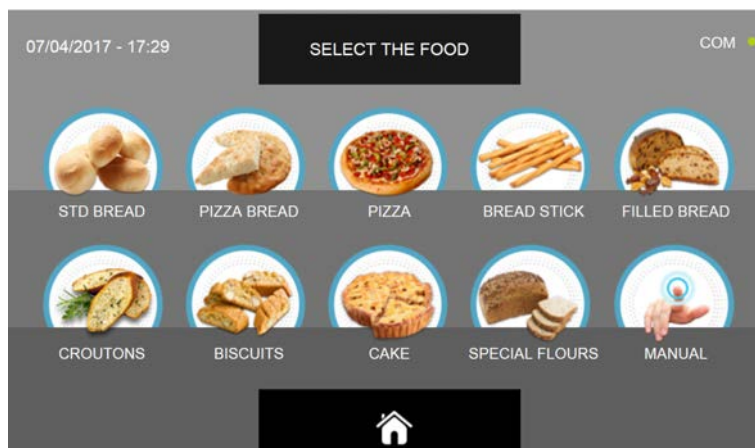 07/04/2017 - 17:29
SELECT THE FOOD
COM
STD BREAD
PIZZA BREAD
PIZZA
BREAD STICK
FILLED BREAD
CROUTONS
BISCUITS
CAKE
SPECIAL FLOURS
MANUAL